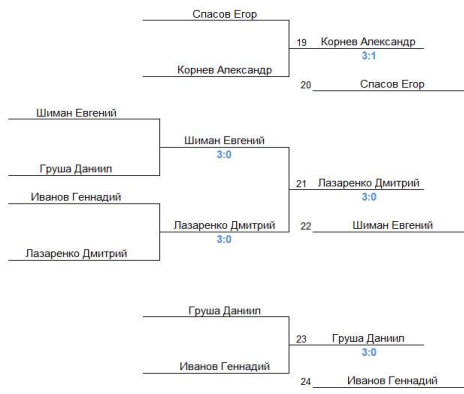 Спасов Егор
19 Корнев Александр
3:1
Корнев Александр
20 Спасов Егор
Шиман Евгений
Шиман Евгений
3:0
Груша Даниил
21 Лазаренко Дмитрий
3:0
Иванов Геннадий
Лазаренко Дмитрий
3:0
22 Шиман Евгений
Лазаренко Дмитрий
Груша Даниил
23 Груша Даниил
3:0
Иванов Геннадий
24 Иванов Геннадий